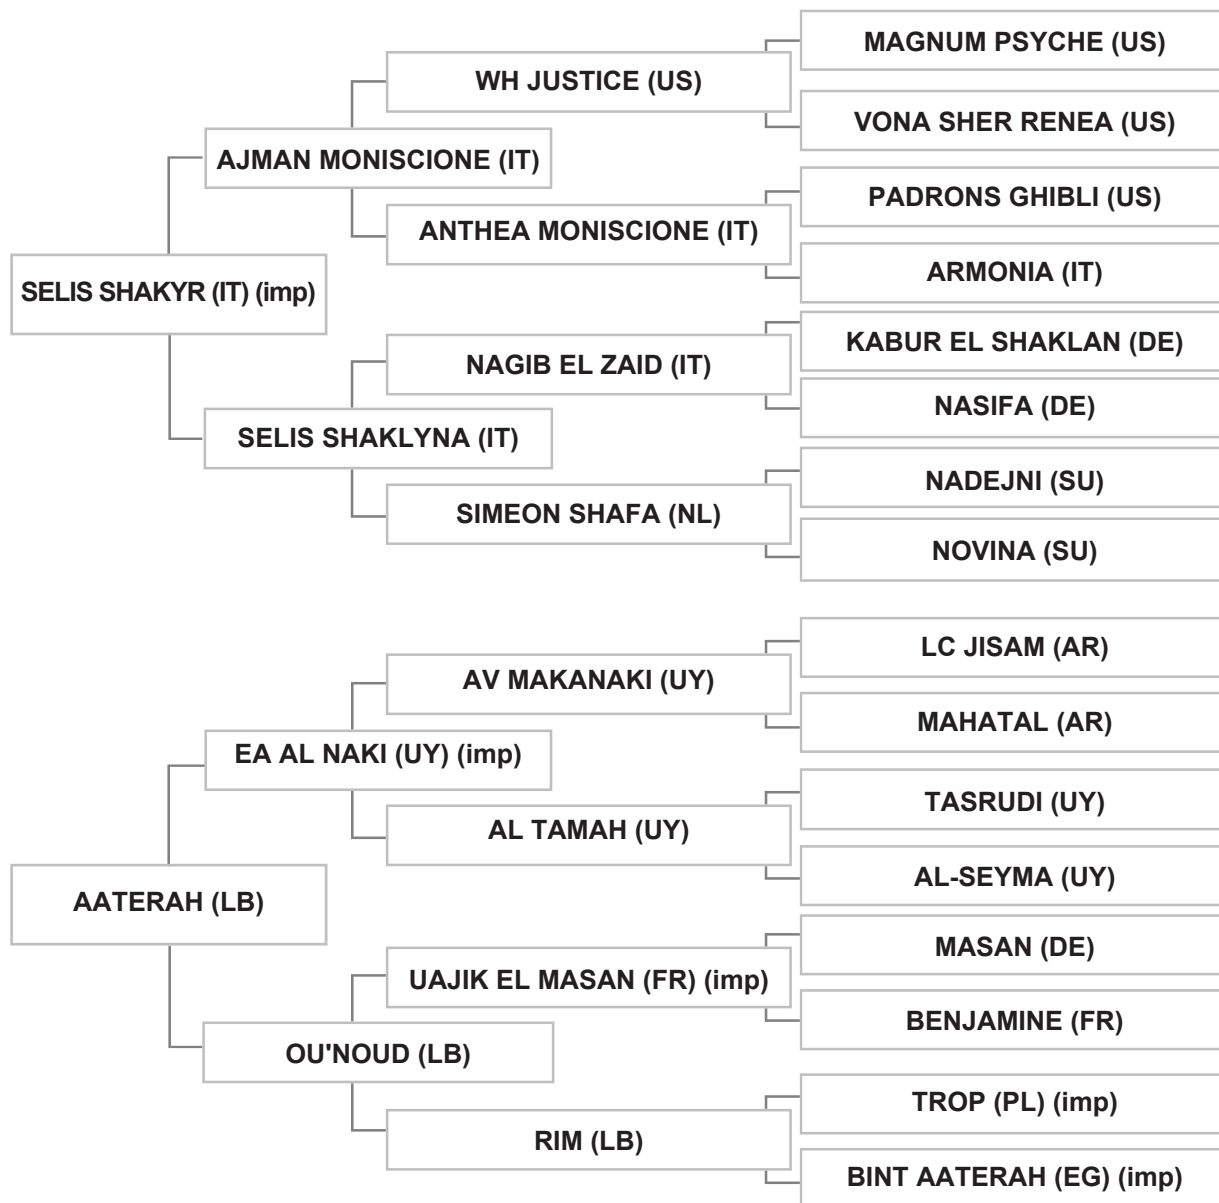 MAGNUM PSYCHE (US)
WH JUSTICE (US)
VONA SHER RENEA (US)
AJMAN MONISCIONE (IT)
PADRONS GHIBLI (US)
ANTHEA MONISCIONE (IT)
ARMONIA (IT)
SELIS SHAKYR (IT) (imp)
KABUR EL SHAKLAN (DE)
NAGIB EL ZAID (IT)
NASIFA (DE)
SELIS SHAKLYNA (IT)
NADEJNI (SU)
SIMEON SHAFA (NL)
NOVINA (SU)
LC JISAM (AR)
AV MAKANAKI (UY)
MAHATAL (AR)
EA AL NAKI (UY) (imp)
TASRUDI (UY)
AL TAMAH (UY)
AL-SEYMA (UY)
AATERAH (LB)
MASAN (DE)
UAJIK EL MASAN (FR) (imp)
BENJAMINE (FR)
OU'NOUD (LB)
TROP (PL) (imp)
RIM (LB)
BINT AATERAH (EG) (imp)